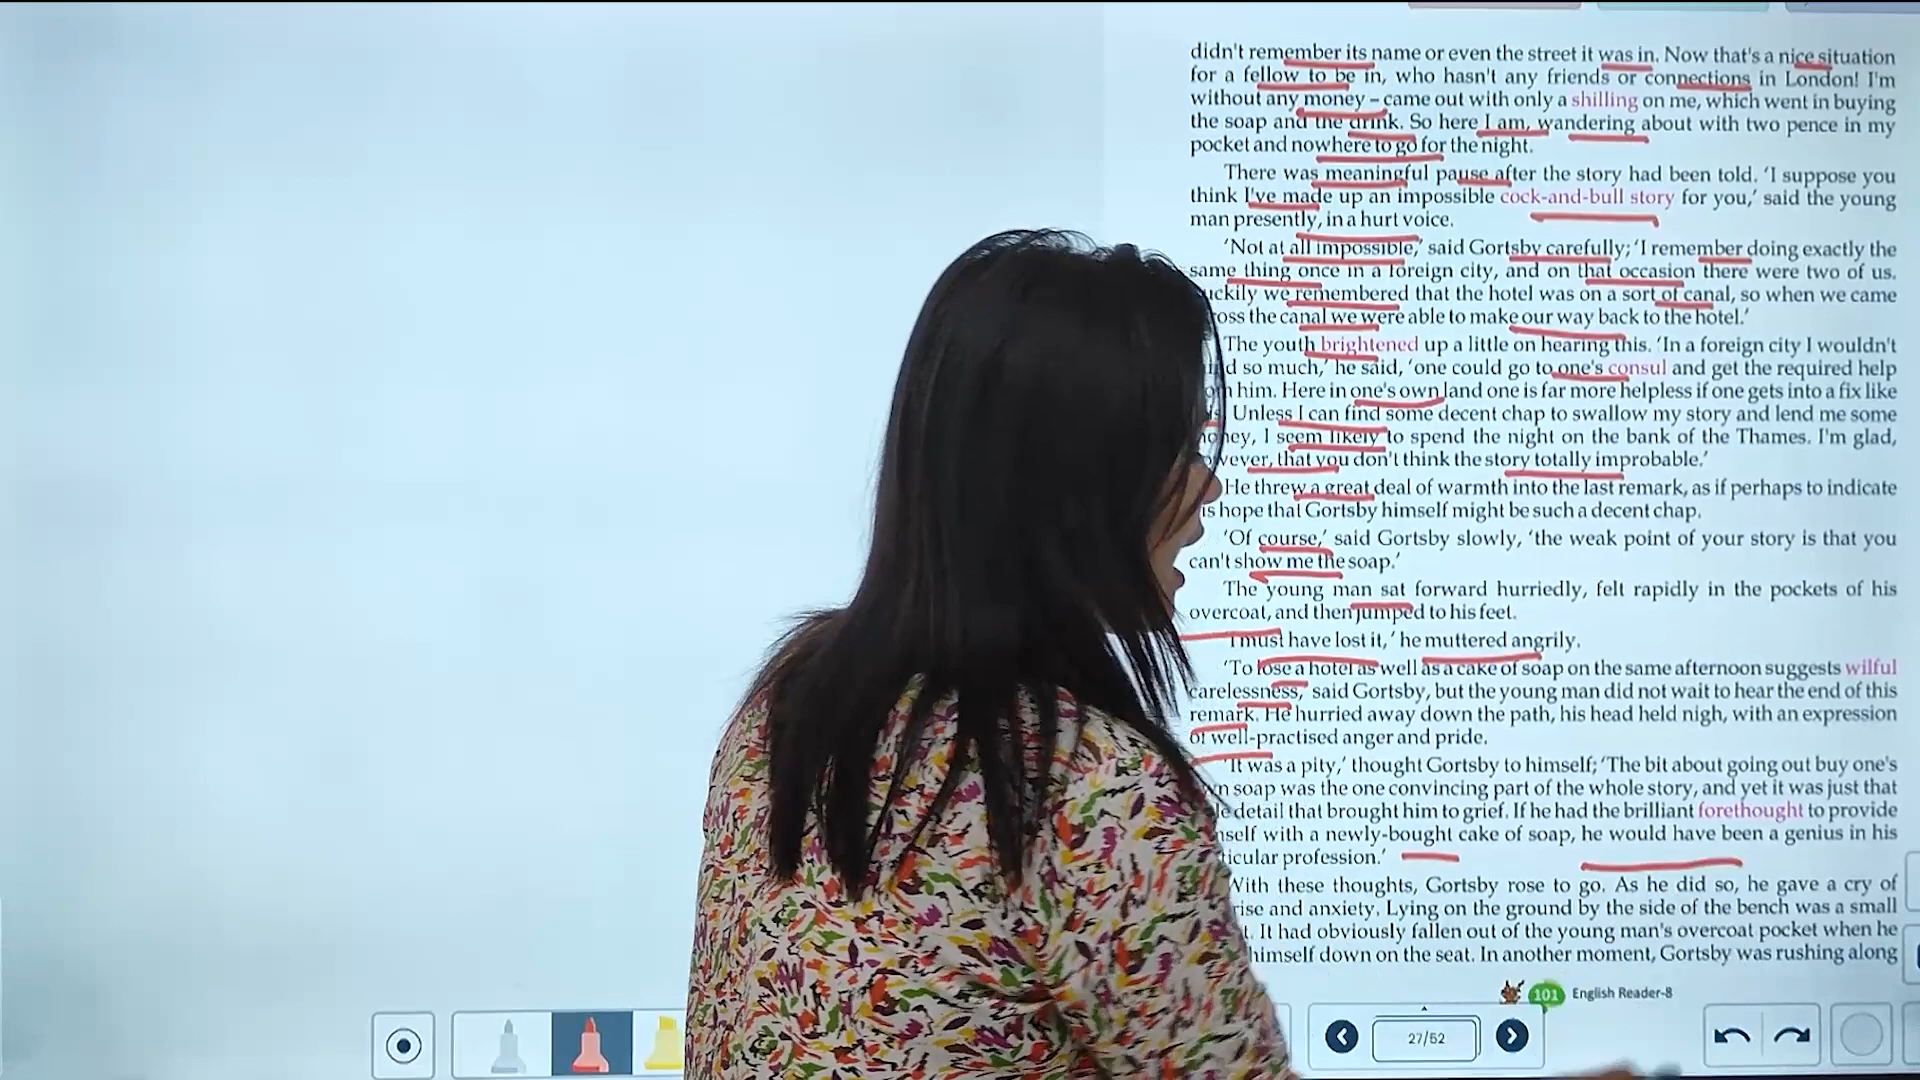 didn't remember its name or even the street it was in. Now that's a nice situation
for a fellow to be in, who hasn't any friends or connections in London! I'm
without any money – came out with only a shilling on me, which went in buying
the soap and the drink. So here I am, wandering about with two pence in my
pocket and nowhere to go for the night.
There was meaningful pause after the story had been told. 'I suppose you
think I've made up an impossible cock-and-bull story for you,' said the young
man presently, in a hurt voice.
'Not at all impossible,' said Gortsby carefully; 'I remember doing exactly the
same thing once in a foreign city, and on that occasion there were two of us.
uckily we remembered that the hotel was on a sort of canal, so when we came
oss the canal we were able to make our way back to the hotel.'
The youth brightened up a little on hearing this. 'In a foreign city I wouldn't
d so much,' he said, 'one could go to one's consul and get the required help
him. Here in one's own land one is far more helpless if one gets into a fix like
Unless I can find some decent chap to swallow my story and lend me some
ney, I seem likely to spend the night on the bank of the Thames. I'm glad,
wever, that you don't think the story totally improbable.'
He threw a great deal of warmth into the last remark, as if perhaps to indicate
is hope that Gortsby himself might be such a decent chap.
'Of course,' said Gortsby slowly, 'the weak point of your story is that you
can't show me the soap.'
The young man sat forward hurriedly, felt rapidly in the pockets of his
overcoat, and then jumped to his feet.
'I must have lost it,' he muttered angrily.
'To lose a hotel as well as a cake of soap on the same afternoon suggests wilful
carelessness,' said Gortsby, but the young man did not wait to hear the end of this
remark. He hurried away down the path, his head held nigh, with an expression
of well-practised anger and pride.
'It was a pity,' thought Gortsby to himself; 'The bit about going out buy one's
wn soap was the one convincing part of the whole story, and yet it was just that
le detail that brought him to grief. If he had the brilliant forethought to provide
nself with a newly-bought cake of soap, he would have been a genius in his
ticular profession.'
With these thoughts, Gortsby rose to go. As he did so, he gave a cry of
rise and anxiety. Lying on the ground by the side of the bench was a small
t. It had obviously fallen out of the young man's overcoat pocket when he
himself down on the seat. In another moment, Gortsby was rushing along
101 English Reader-8
27/52